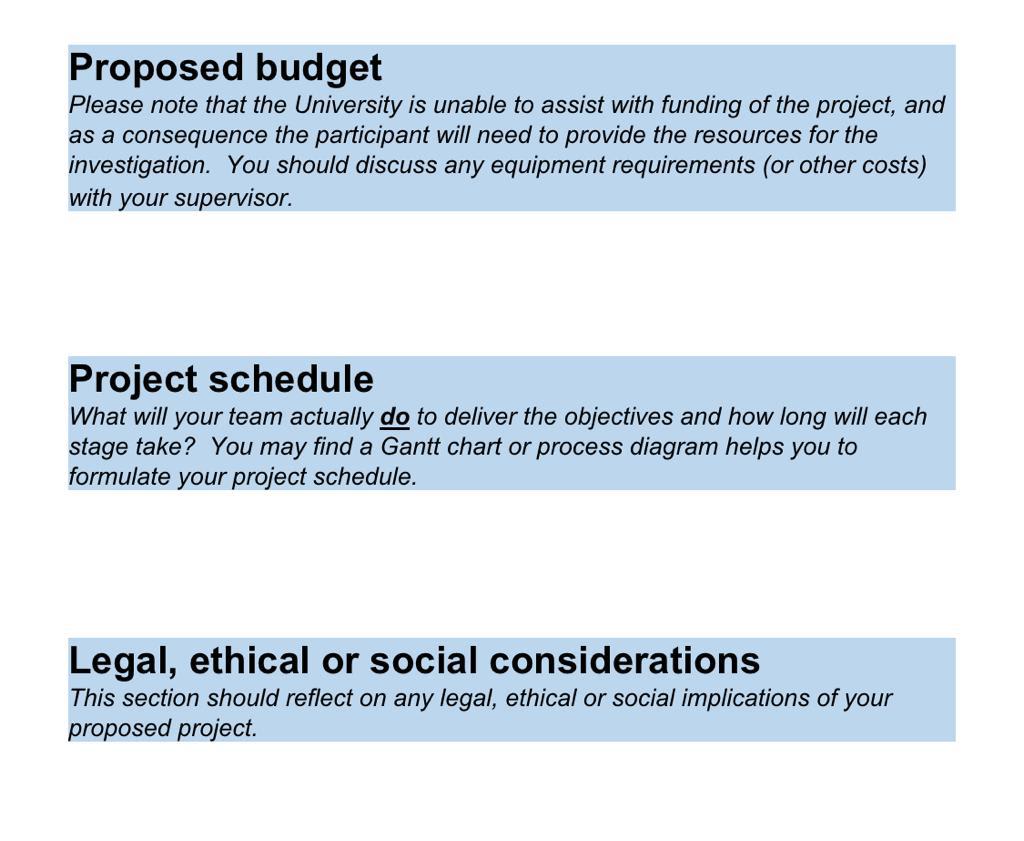 Proposed budget
Please note that the University is unable to assist with funding of the project, and
as a consequence the participant will need to provide the resources for the
investigation.  You should discuss any equipment requirements (or other costs)
with your supervisor.
Project schedule
What will your team actually do to deliver the objectives and how long will each
stage take?  You may find a Gantt chart or process diagram helps you to
formulate your project schedule.
Legal, ethical or social considerations
This section should reflect on any legal, ethical or social implications of your
proposed project.